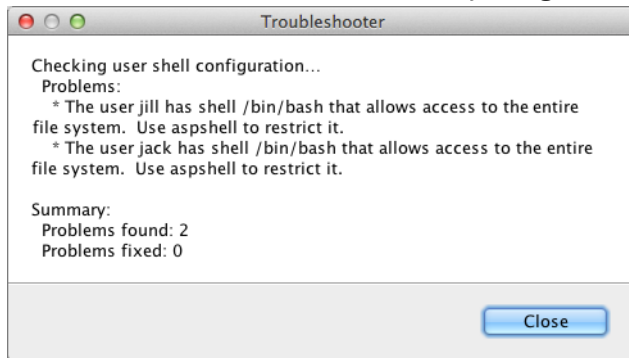 Troubleshooter
Checking user shell configuration...
Problems:
* The user jill has shell /bin/bash that allows access to the entire
file system.  Use aspshell to restrict it.
* The user jack has shell /bin/bash that allows access to the entire
file system.  Use aspshell to restrict it.
Summary:
Problems found: 2
Problems fixed: 0
Close